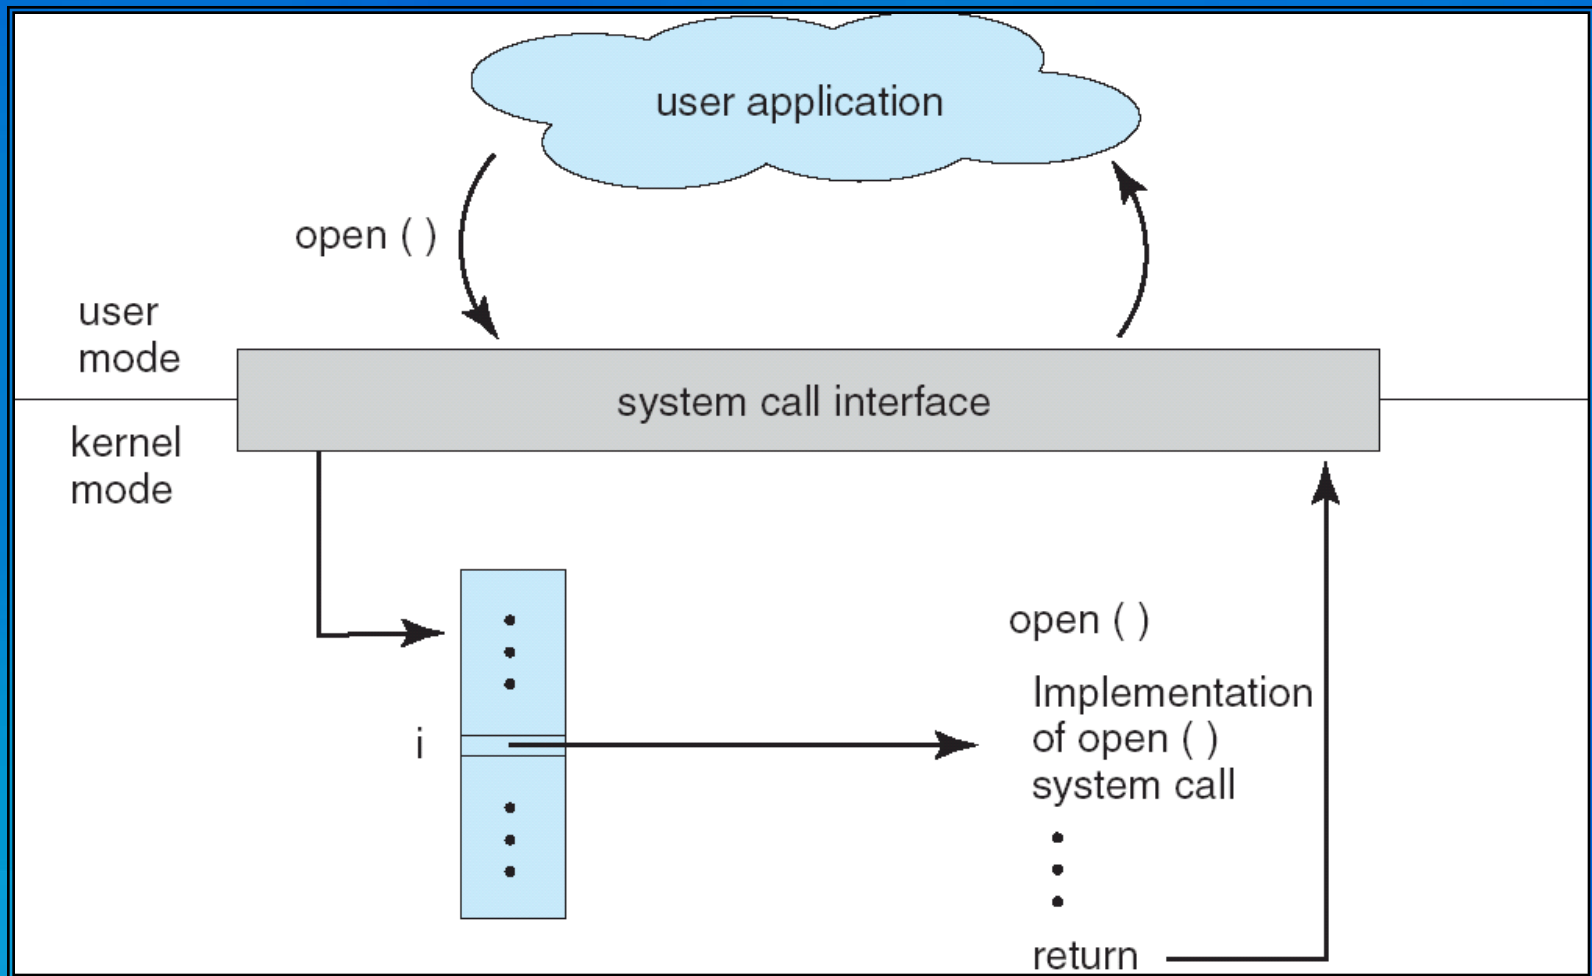 user application
open ( )
user
mode
system call interface
kernel
mode
open ( )
Implementation
of open ( )
system call
i
return